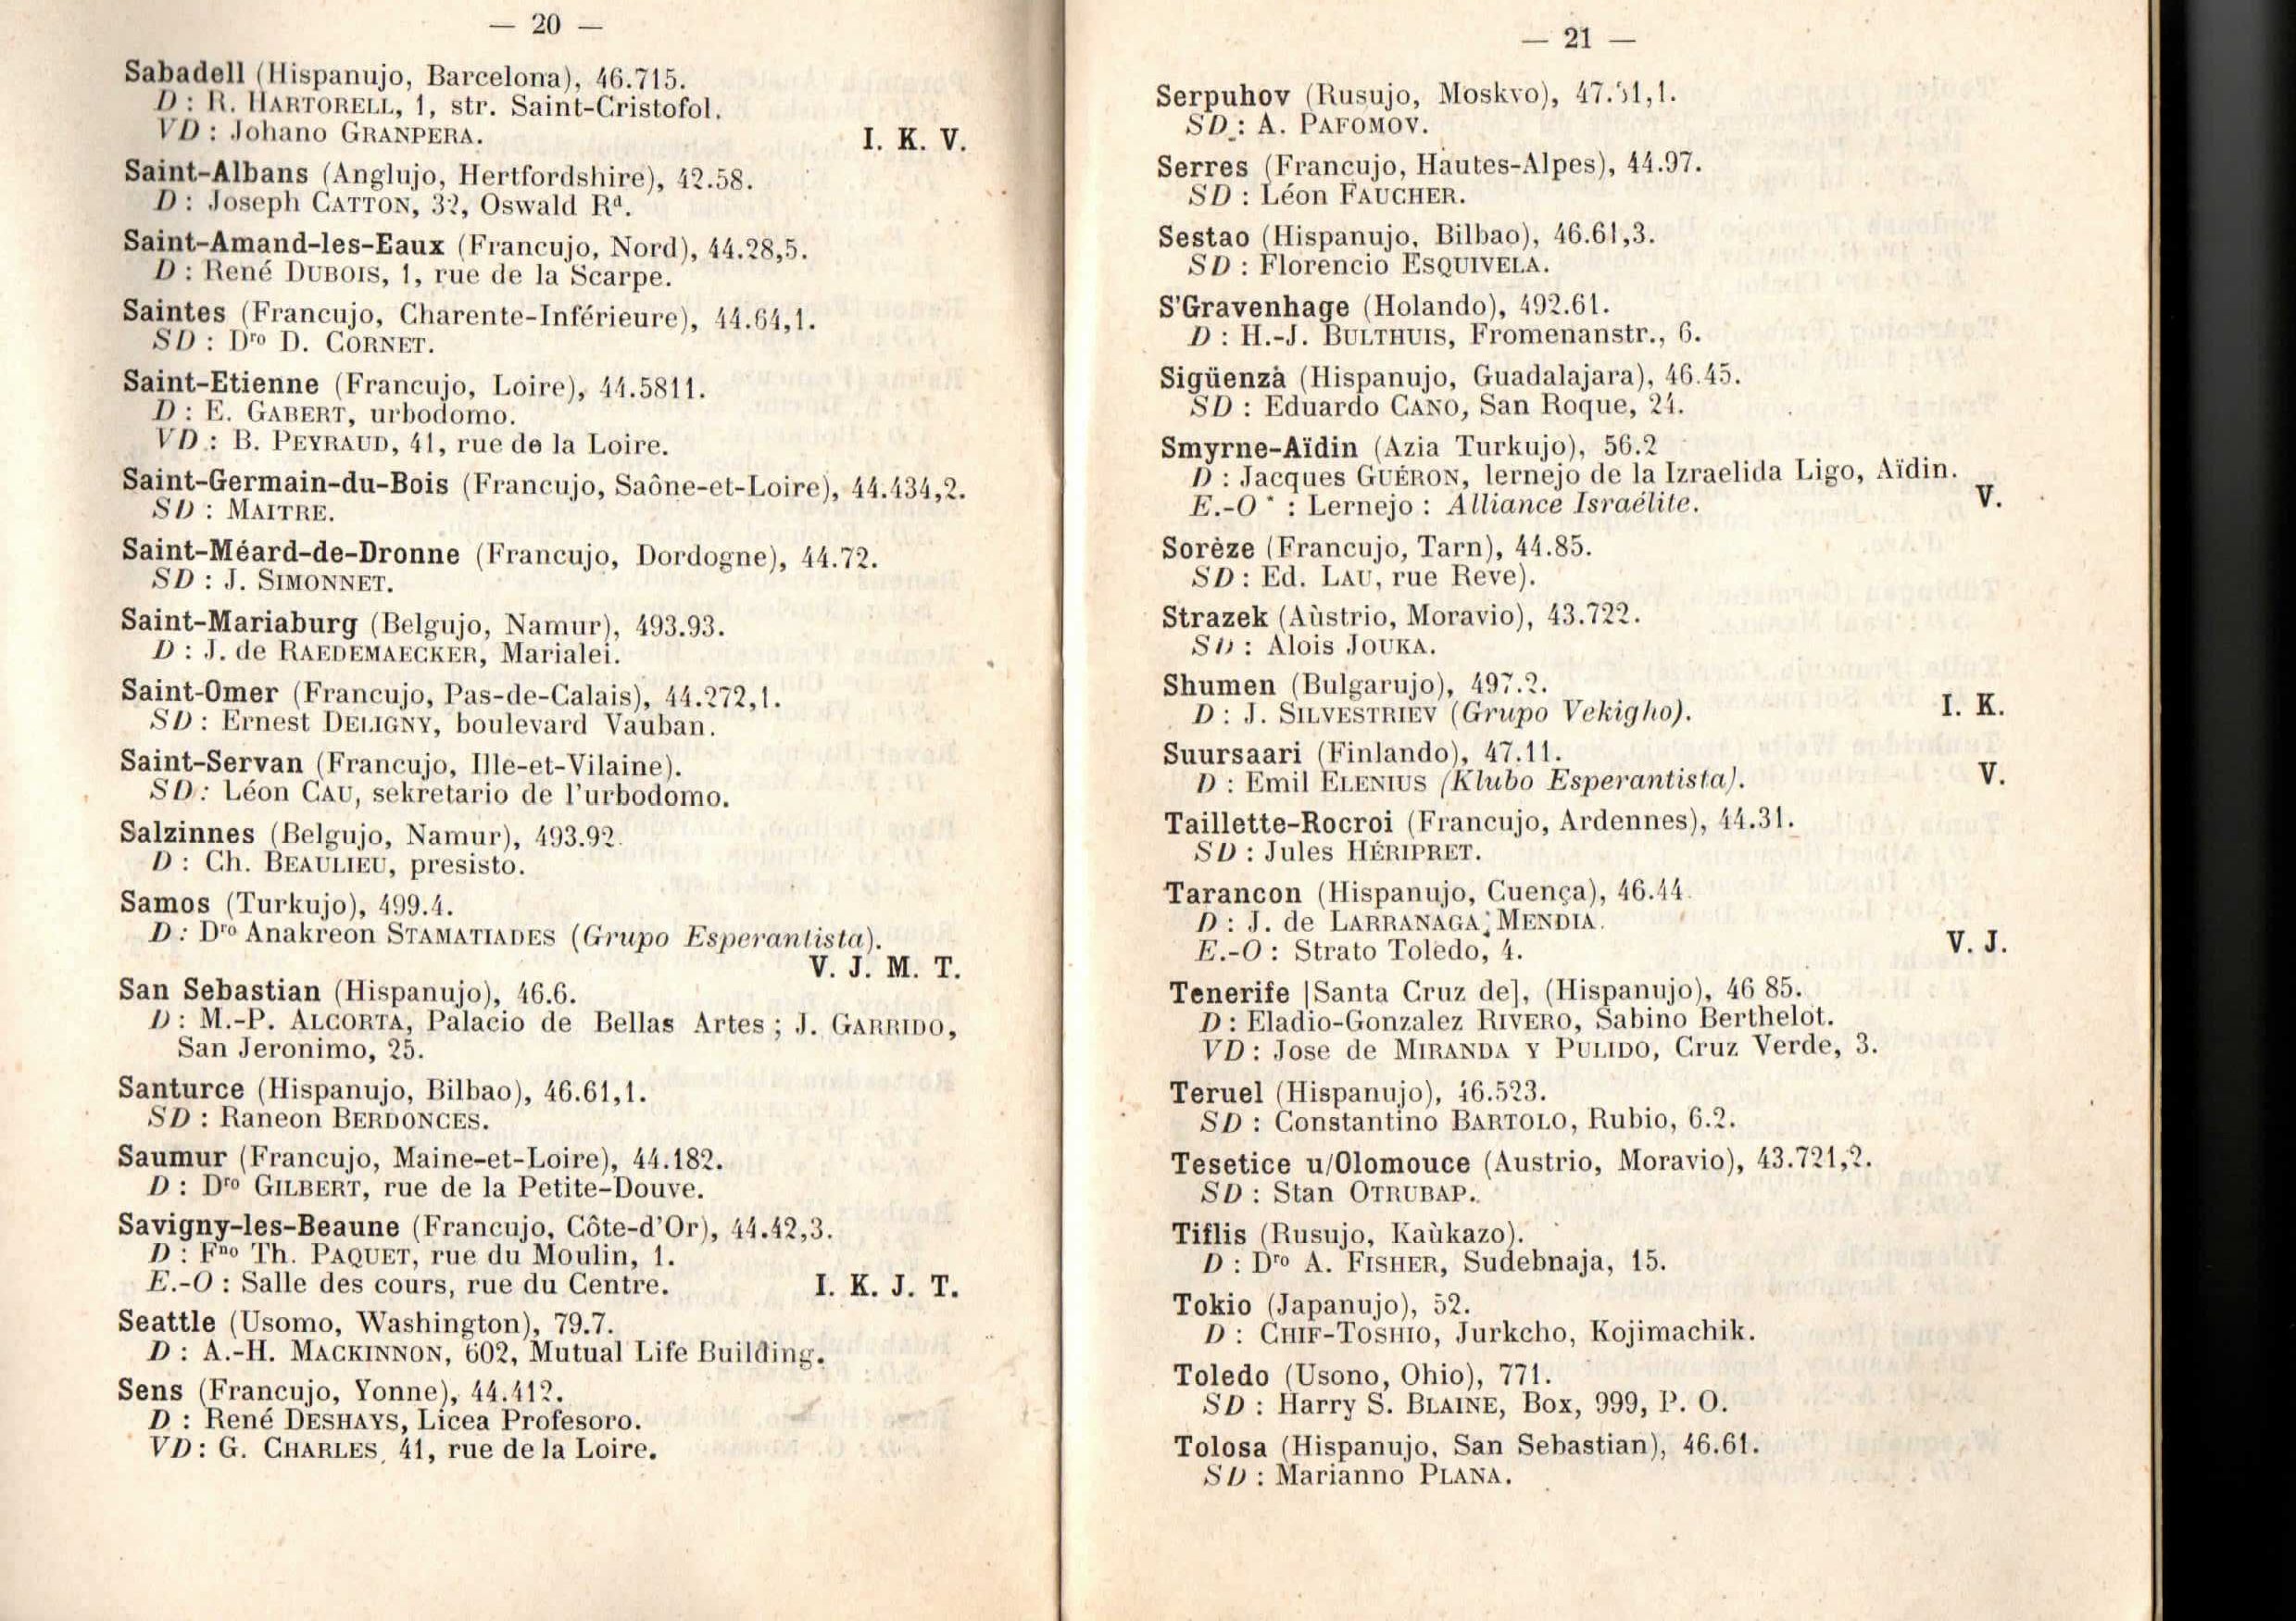 — 20 —
Sabadell (Hispanujo, Barcelona), 46.715.
D : R. HARTORELL, 1, str. Saint-Cristofol.
VD : Johano GRANPERA.
I. K. V.
Saint-Albans (Anglujo, Hertfordshire), 42.58.
D : Joseph CATTON, 32, Oswald Rd.
Saint-Amand-les-Eaux (Francujo, Nord), 44.28,5.
D : René DUBOIS, 1, rue de la Scarpe.
Saintes (Francujo, Charente-Inférieure), 44.64,1.
SD : Dro D. CORNET.
Saint-Etienne (Francujo, Loire), 44.5811.
D : E. GABERT, urbodomo.
VD : B. PEYRAUD, 41, rue de la Loire.
Saint-Germain-du-Bois (Francujo, Saône-et-Loire), 44.434,2.
SD : MAITRE.
Saint-Méard-de-Dronne (Francujo, Dordogne), 44.72.
SD : J. SIMONNET.
Saint-Mariaburg (Belgujo, Namur), 493.93.
D : J. de RAEDEMAECKER, Marialei.
Saint-Omer (Francujo, Pas-de-Calais), 44.272,1.
SD : Ernest DELIGNY, boulevard Vauban.
Saint-Servan (Francujo, Ille-et-Vilaine).
SD : Léon CAU, sekretario de l'urbodomo.
Salzinnes (Belgujo, Namur), 493.92.
D : Ch. BEAULIEU, presisto.
Samos (Turkujo), 499.4.
D : Dro Anakreon STAMATIADES (Grupo Esperantista).
V. J. M. T.
San Sebastian (Hispanujo), 46.6.
D : M.-P. ALCORTA, Palacio de Bellas Artes ; J. GARRIDO,
San Jeronimo, 25.
Santurce (Hispanujo, Bilbao), 46.61,1.
SD : Raneon BERDONCES.
Saumur (Francujo, Maine-et-Loire), 44.182.
D : Dro GILBERT, rue de la Petite-Douve.
Savigny-les-Beaune (Francujo, Côte-d'Or), 44.42,3.
D : Fno Th. PAQUET, rue du Moulin, 1.
E.-O : Salle des cours, rue du Centre.
I. K. J. T.
Seattle (Usomo, Washington), 79.7.
D : A.-H. MACKINNON, 602, Mutual Life Building.
Sens (Francujo, Yonne), 44.412.
D : René DESHAYS, Licea Profesoro.
VD : G. CHARLES, 41, rue de la Loire.
— 21 —
Serpuhov (Rusujo, Moskvo), 47.31,1.
SD : A. PAFOMOV.
Serres (Francujo, Hautes-Alpes), 44.97.
SD : Léon FAUCHER.
Sestao (Hispanujo, Bilbao), 46.61,3.
SD : Florencio ESQUIVELA.
S'Gravenhage (Holando), 492.61.
D : H.-J. BULTHUIS, Fromenanstr., 6.
Sigüenza (Hispanujo, Guadalajara), 46.45.
SD : Eduardo CANO, San Roque, 24.
Smyrne-Aïdin (Azia Turkujo), 56.2
D : Jacques GUÉRON, lernejo de la Izraelida Ligo, Aïdin.
E.-O : Lernejo : Alliance Israélite.
V.
Sorèze (Francujo, Tarn), 44.85.
SD : Ed. LAU, rue Reve).
Strazek (Aùstrio, Moravio), 43.722.
SD : Alois JOUKA.
Shumen (Bulgarujo), 497.2.
D : J. SILVESTRIEV (Grupo Vekigho).
I. K.
Suursaari (Finlando), 47.11.
D : Emil ELENIUS (Klubo Esperantista).
V.
Taillette-Rocroi (Francujo, Ardennes), 44.31.
SD : Jules HÉRIPRET.
Tarancon (Hispanujo, Cuença), 46.44.
D : J. de LARRANAGA, MENDIA.
E.-O : Strato Toledo, 4.
V. J.
Tenerife [Santa Cruz de], (Hispanujo), 46 85.
D : Eladio-Gonzalez RIVERO, Sabino Berthelot.
VD : Jose de MIRANDA Y PULIDO, Cruz Verde, 3.
Teruel (Hispanujo), 46.523.
SD : Constantino BARTOLO, Rubio, 6.2.
Tesetice u/Olomouce (Austrio, Moravio), 43.721,2.
SD : Stan OTRUBAP.
Tiflis (Rusujo, Kaùkazo).
D : Dro A. FISHER, Sudebnaja, 15.
Tokio (Japanujo), 52.
D : CHIF-TOSHIO, Jurkcho, Kojimachik.
Toledo (Usono, Ohio), 771.
SD : Harry S. BLAINE, Box, 999, P. O.
Tolosa (Hispanujo, San Sebastian), 46.61.
SD : Marianno PLANA.